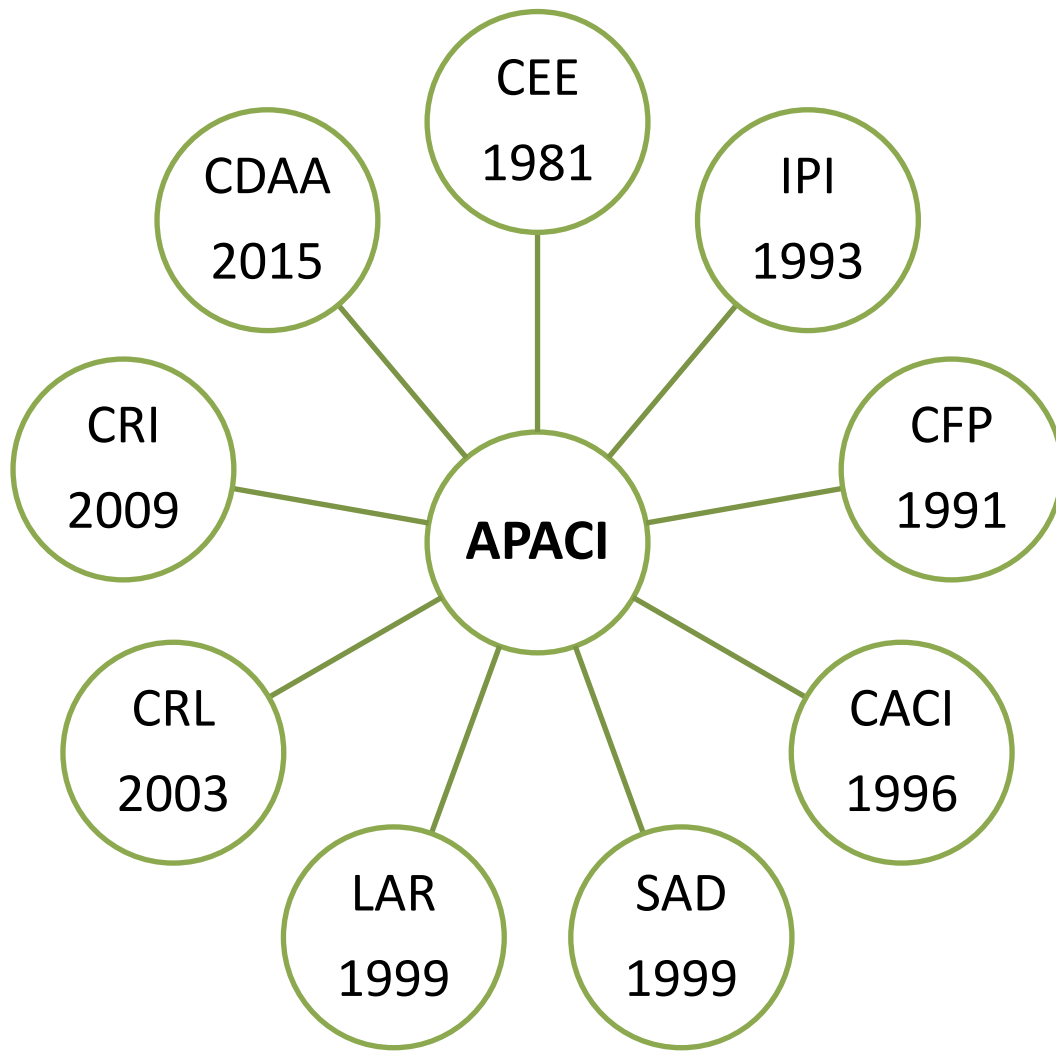 CEE
1981
IPI
1993
CFP
1991
CACI
1996
SAD
1999
LAR
1999
CRL
2003
CRI
2009
CDAA
2015
APACI